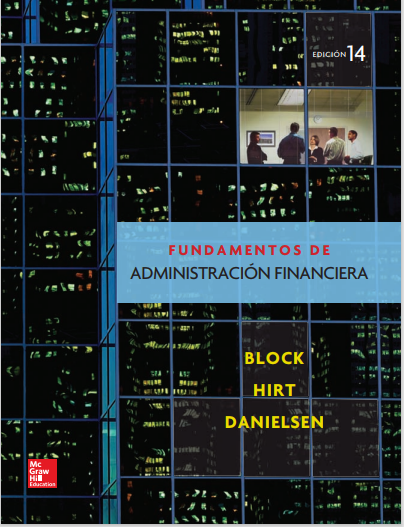 EDICIÓN 14
FUNDAMENTOS DE
ADMINISTRACIÓN FINANCIERA
BLOCK
HIRT
DANIELSEN
Mc
Graw
Hill
Education